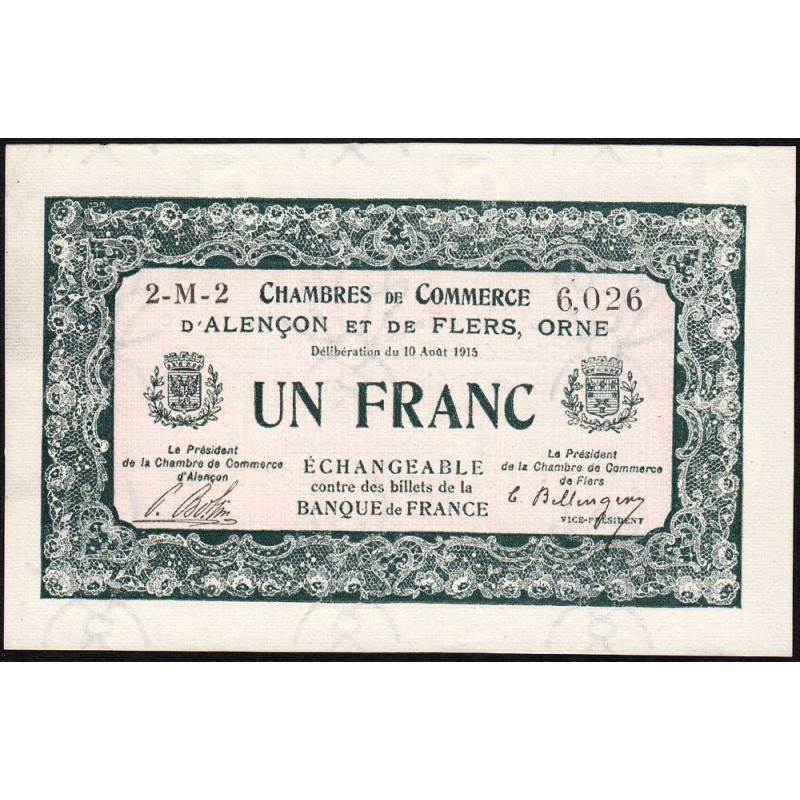 2-M-2 CHAMBRES DE COMMERCE 6,026
D'ALENÇON ET DE FLERS, ORNE
Délibération du 10 Août 1915
UN FRANC
Le Président
de la Chambre de Commerce
d'Alençon
ÉCHANGEABLE
contre des billets de la
BANQUE de FRANCE
Le Président
de la Chambre de Commerce
de Flers
VICE-PRÉSIDENT